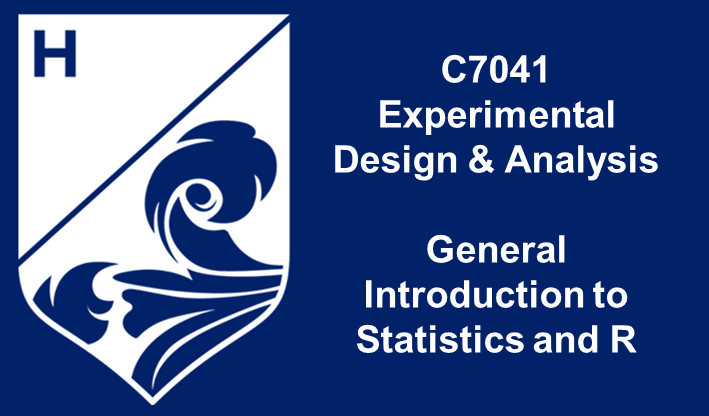 H
C7041
Experimental
Design & Analysis
General
Introduction to
Statistics and R